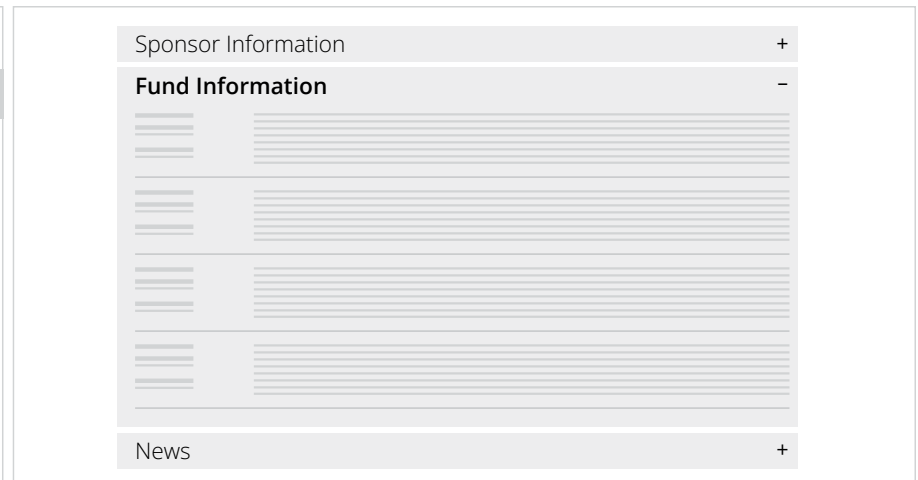 Sponsor Information +
Fund Information –
News +